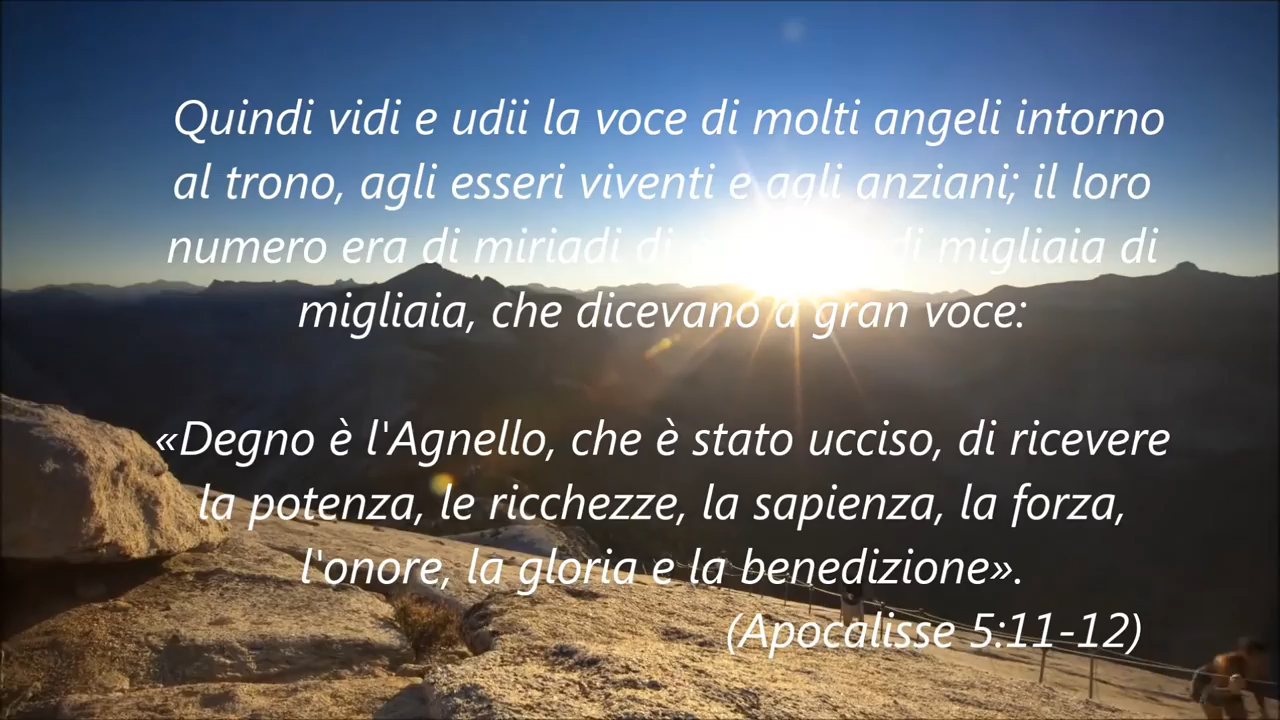 Quindi vidi e udii la voce di molti angeli intorno
al trono, agli esseri viventi e agli anziani; il loro
numero era di miriadi di di migliaia di
migliaia, che dicevano a gran voce:
«Degno è l'Agnello, che è stato ucciso, di ricevere
la potenza, le ricchezze, la sapienza, la forza,
l'onore, la gloria e la benedizione».
(Apocalisse 5:11-12)